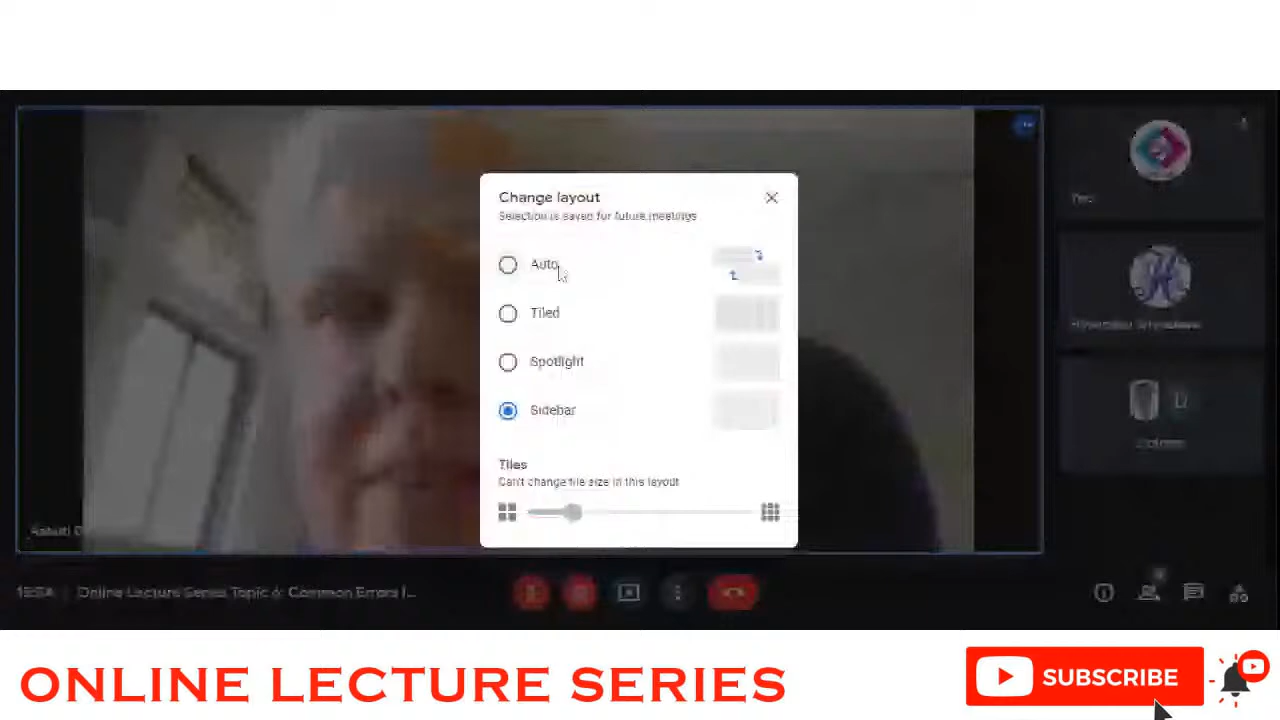 Change layout
Selection is saved for future meetings
Auto
Tiled
Spotlight
Sidebar
Tiles
Can't change tile size in this layout
Online Lecture Series Topic 6: Common Errors I...
ONLINE LECTURE SERIES
SUBSCRIBE